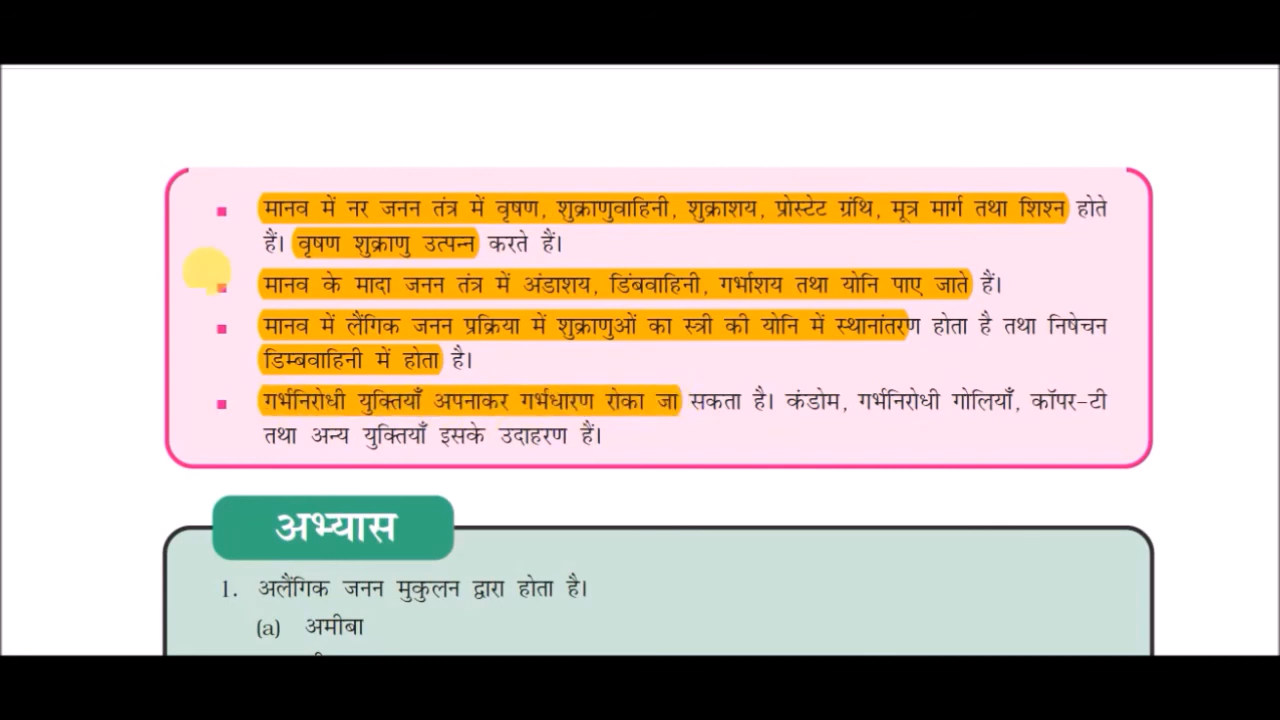 ▪ मानव में नर जनन तंत्र में वृषण, शुक्राणुवाहिनी, शुक्राशय, प्रोस्टेट ग्रंथि, मूत्र मार्ग तथा शिश्न होते
हैं। वृषण शुक्राणु उत्पन्न करते हैं।
▪ मानव के मादा जनन तंत्र में अंडाशय, डिंबवाहिनी, गर्भाशय तथा योनि पाए जाते हैं।
▪ मानव में लैंगिक जनन प्रक्रिया में शुक्राणुओं का स्त्री की योनि में स्थानांतरण होता है तथा निषेचन
डिम्बवाहिनी में होता है।
▪ गर्भनिरोधी युक्तियाँ अपनाकर गर्भधारण रोका जा सकता है। कंडोम, गर्भनिरोधी गोलियाँ, कॉपर-टी
तथा अन्य युक्तियाँ इसके उदाहरण हैं।
अभ्यास
1. अलैंगिक जनन मुकुलन द्वारा होता है।
(a) अमीबा